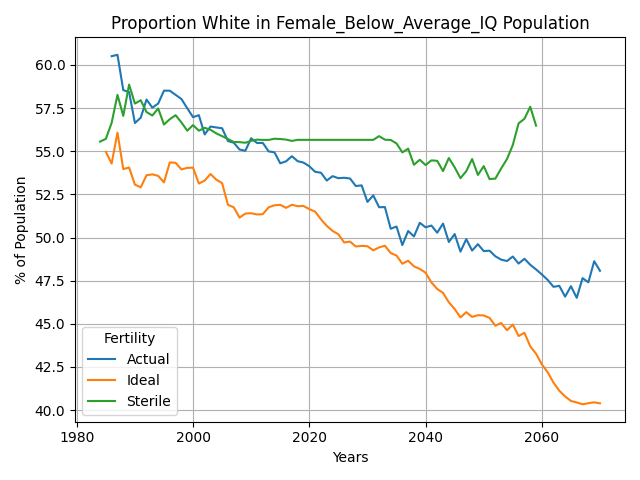 Proportion White in Female_Below_Average_IQ Population
% of Population
60.0
57.5
55.0
52.5
50.0
47.5
45.0
42.5
40.0
Fertility
Actual
Ideal
Sterile
1980
2000
2020
2040
2060
Years